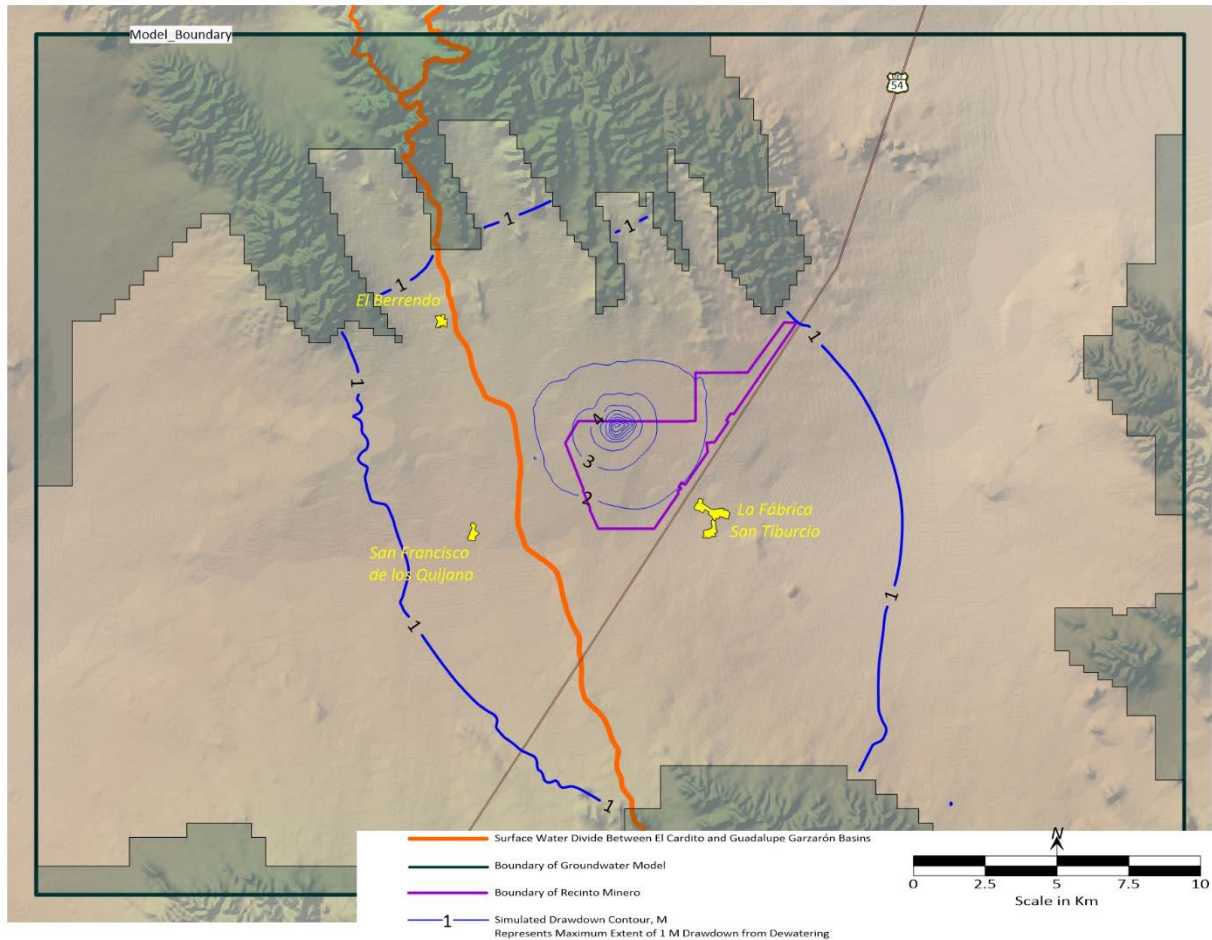 Model_Boundary
54
1
1
1
El Berrendo
1
1
4
3
2
La Fábrica
San Tiburcio
San Francisco
de los Quijano
1
1
1
N
Surface Water Divide Between El Cardito and Guadalupe Garzarón Basins
Boundary of Groundwater Model
Boundary of Recinto Minero
1
Simulated Drawdown Contour, M
Represents Maximum Extent of 1 M Drawdown from Dewatering
0 2.5 5 7.5 10
Scale in Km